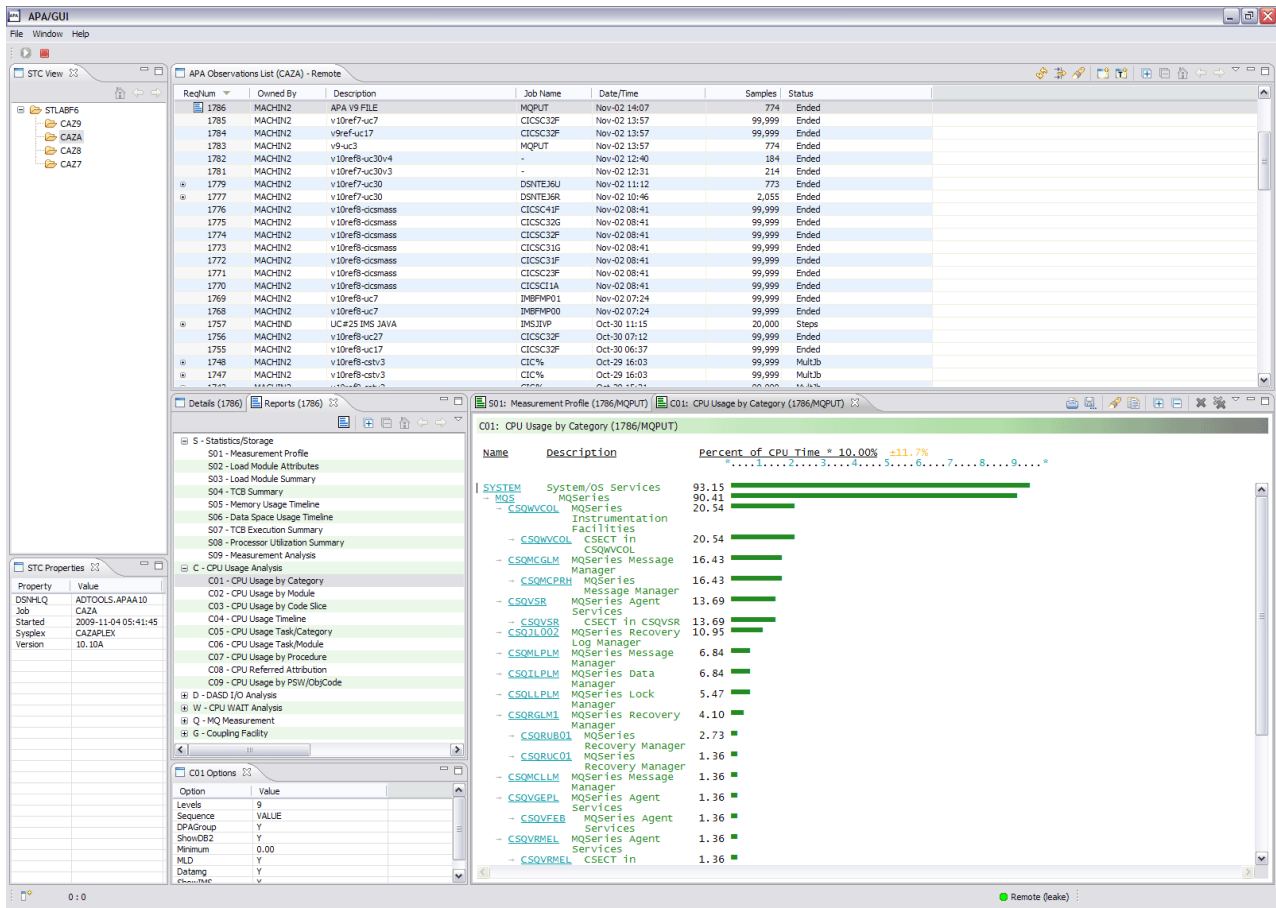 APA/GUI
File Window Help
STC View
STLABF6
CAZ9
CAZA
CAZ8
CAZ7
APA Observations List (CAZA) - Remote
ReqNum Owned By Description Job Name Date/Time Samples Status
1786 MACHIN2 APA V9 FILE MQPUT Nov-02 14:07 774 Ended
1785 MACHIN2 v10ref7-uc7 CICSC32F Nov-02 13:57 99,999 Ended
1784 MACHIN2 v9ref-uc17 CICSC32F Nov-02 13:57 99,999 Ended
1783 MACHIN2 v9-uc3 MQPUT Nov-02 13:57 774 Ended
1782 MACHIN2 v10ref8-uc30v4 - Nov-02 12:40 184 Ended
1781 MACHIN2 v10ref7-uc30v3 - Nov-02 12:31 214 Ended
1779 MACHIN2 v10ref8-uc30 DSNTEJ6U Nov-02 11:12 773 Ended
1777 MACHIN2 v10ref7-uc30 DSNTEJ6R Nov-02 10:46 2,055 Ended
1776 MACHIN2 v10ref8-cicsmass CICSC41F Nov-02 08:41 99,999 Ended
1775 MACHIN2 v10ref8-cicsmass CICSC32G Nov-02 08:41 99,999 Ended
1774 MACHIN2 v10ref8-cicsmass CICSC32F Nov-02 08:41 99,999 Ended
1773 MACHIN2 v10ref8-cicsmass CICSC31G Nov-02 08:41 99,999 Ended
1772 MACHIN2 v10ref8-cicsmass CICSC31F Nov-02 08:41 99,999 Ended
1771 MACHIN2 v10ref8-cicsmass CICSC23F Nov-02 08:41 99,999 Ended
1770 MACHIN2 v10ref8-cicsmass CICSCI1A Nov-02 08:41 99,999 Ended
1769 MACHIN2 v10ref8-uc7 IMBFMP01 Nov-02 07:24 99,999 Ended
1768 MACHIN2 v10ref8-uc7 IMBFMP00 Nov-02 07:24 99,999 Ended
1757 MACHIND UC#25 IMS JAVA IMSJIVP Oct-30 11:15 20,000 Steps
1756 MACHIN2 v10ref8-uc27 CICSC32F Oct-30 07:12 99,999 Ended
1755 MACHIN2 v10ref8-uc17 CICSC32F Oct-30 06:37 99,999 Ended
1748 MACHIN2 v10ref8-cstv3 CIC% Oct-29 16:03 99,999 MultJb
1747 MACHIN2 v10ref8-cstv3 CIC% Oct-29 16:03 99,999 MultJb
STC Properties
Property Value
DSNHLQ ADTOOLS.APAA10
Job CAZA
Started 2009-11-04 05:41:45
Sysplex CAZAPLEX
Version 10.10A
Details (1786) Reports (1786)
S - Statistics/Storage
S01 - Measurement Profile
S02 - Load Module Attributes
S03 - Load Module Summary
S04 - TCB Summary
S05 - Memory Usage Timeline
S06 - Data Space Usage Timeline
S07 - TCB Execution Summary
S08 - Processor Utilization Summary
S09 - Measurement Analysis
C - CPU Usage Analysis
C01 - CPU Usage by Category
C02 - CPU Usage by Module
C03 - CPU Usage by Code Slice
C04 - CPU Usage Timeline
C05 - CPU Usage Task/Category
C06 - CPU Usage Task/Module
C07 - CPU Usage by Procedure
C08 - CPU Referred Attribution
C09 - CPU Usage by PSW/ObjCode
D - DASD I/O Analysis
W - CPU WAIT Analysis
Q - MQ Measurement
G - Coupling Facility
C01 Options
Option Value
Levels 9
Sequence VALUE
DPAGroup Y
ShowDB2 Y
Minimum 0.00
MLD Y
Datamg Y
ShowIMS Y
S01: Measurement Profile (1786/MQPUT) C01: CPU Usage by Category (1786/MQPUT)
C01: CPU Usage by Category (1786/MQPUT)
Name Description Percent of CPU Time * 10.00% ±11.7%
*....1....2....3....4....5....6....7....8....9....*
SYSTEM System/OS Services 93.15
→ MQS MQSeries 90.41
→ CSQWVCOL MQSeries 20.54
Instrumentation
Facilities
→ CSQWVCOL CSECT in 20.54
CSQWVCOL
→ CSQMCGLM MQSeries Message 16.43
Manager
→ CSQMCPRH MQSeries 16.43
Message Manager
→ CSQVSR MQSeries Agent 13.69
Services
→ CSQVSR CSECT in CSQVSR 13.69
→ CSQJL002 MQSeries Recovery 10.95
Log Manager
→ CSQMLPLM MQSeries Message 6.84
Manager
→ CSQILPLM MQSeries Data 6.84
Manager
→ CSQLLPLM MQSeries Lock 5.47
Manager
→ CSQRGLM1 MQSeries Recovery 4.10
Manager
→ CSQRUB01 MQSeries 2.73
Recovery Manager
→ CSQRUC01 MQSeries 1.36
Recovery Manager
→ CSQMCLLM MQSeries Message 1.36
Manager
→ CSQVGEPL MQSeries Agent 1.36
Services
→ CSQVFEB MQSeries Agent 1.36
Services
→ CSQVRMEL MQSeries Agent 1.36
Services
→ CSQVRMEL CSECT in 1.36
0 : 0
Remote (leake)